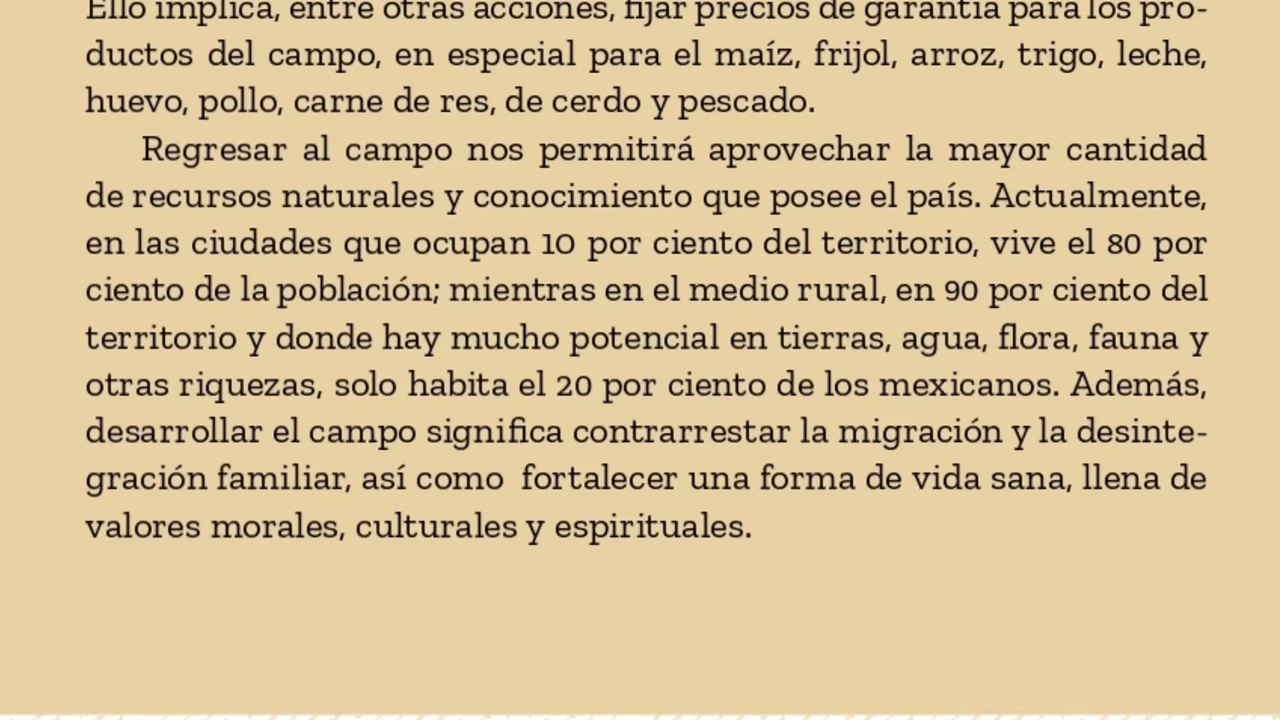 Ello implica, entre otras acciones, fijar precios de garantía para los pro-
ductos del campo, en especial para el maíz, frijol, arroz, trigo, leche,
huevo, pollo, carne de res, de cerdo y pescado.
Regresar al campo nos permitirá aprovechar la mayor cantidad
de recursos naturales y conocimiento que posee el país. Actualmente,
en las ciudades que ocupan 10 por ciento del territorio, vive el 80 por
ciento de la población; mientras en el medio rural, en 90 por ciento del
territorio y donde hay mucho potencial en tierras, agua, flora, fauna y
otras riquezas, solo habita el 20 por ciento de los mexicanos. Además,
desarrollar el campo significa contrarrestar la migración y la desinte-
gración familiar, así como  fortalecer una forma de vida sana, llena de
valores morales, culturales y espirituales.